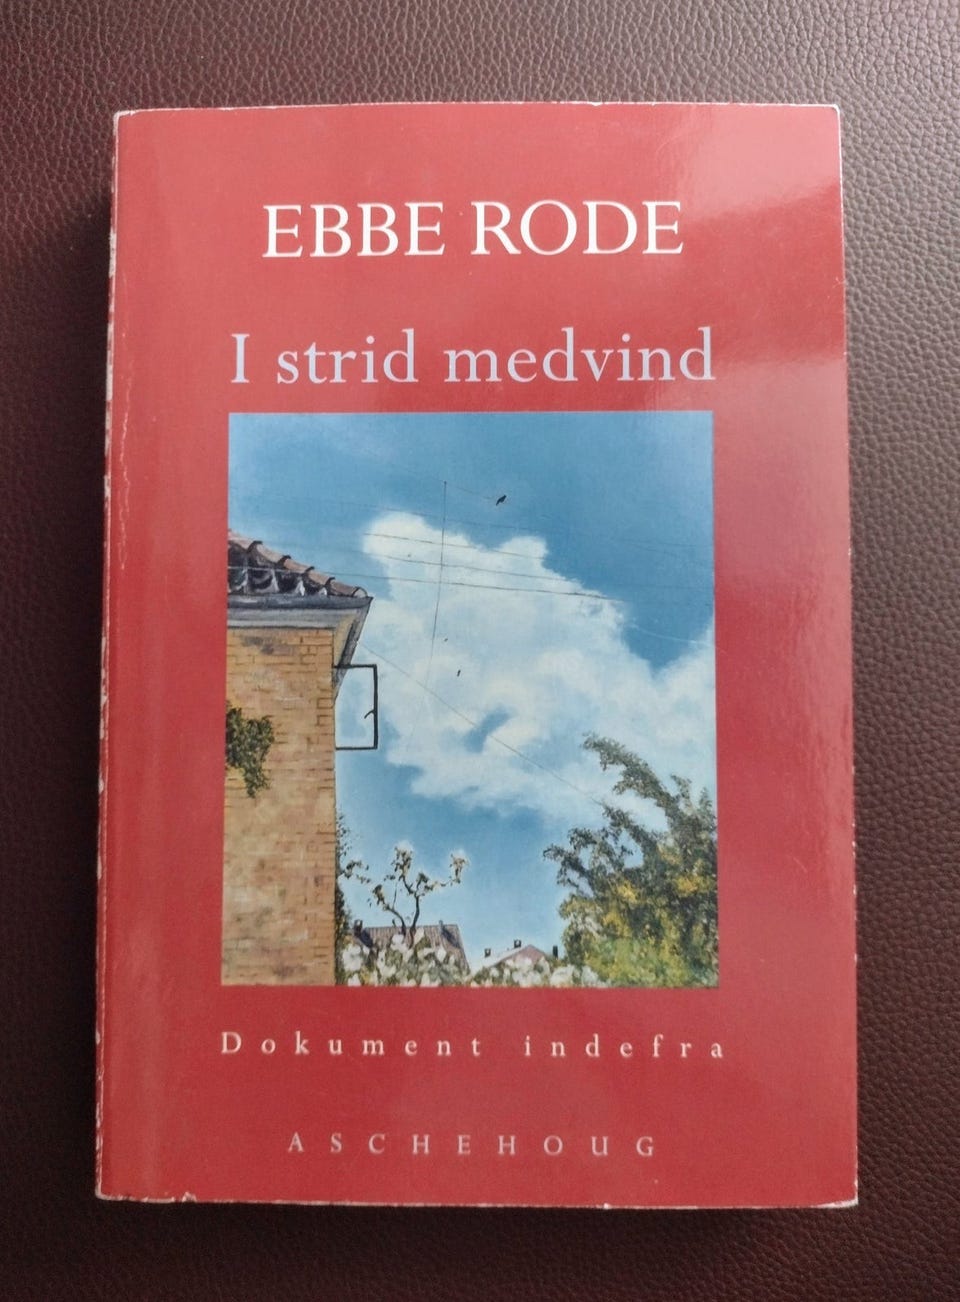 EBBE RODE
I strid medvind
Dokument indefra
ASCHEHOUG